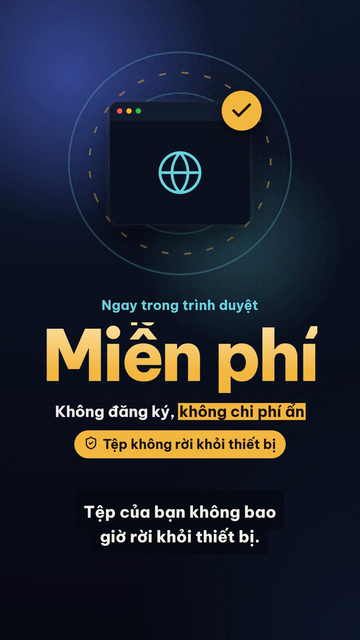 Ngay trong trình duyệt
Miễn phí
Không đăng ký, không chi phí ẩn
Tệp không rời khỏi thiết bị
Tệp của bạn không bao
giờ rời khỏi thiết bị.